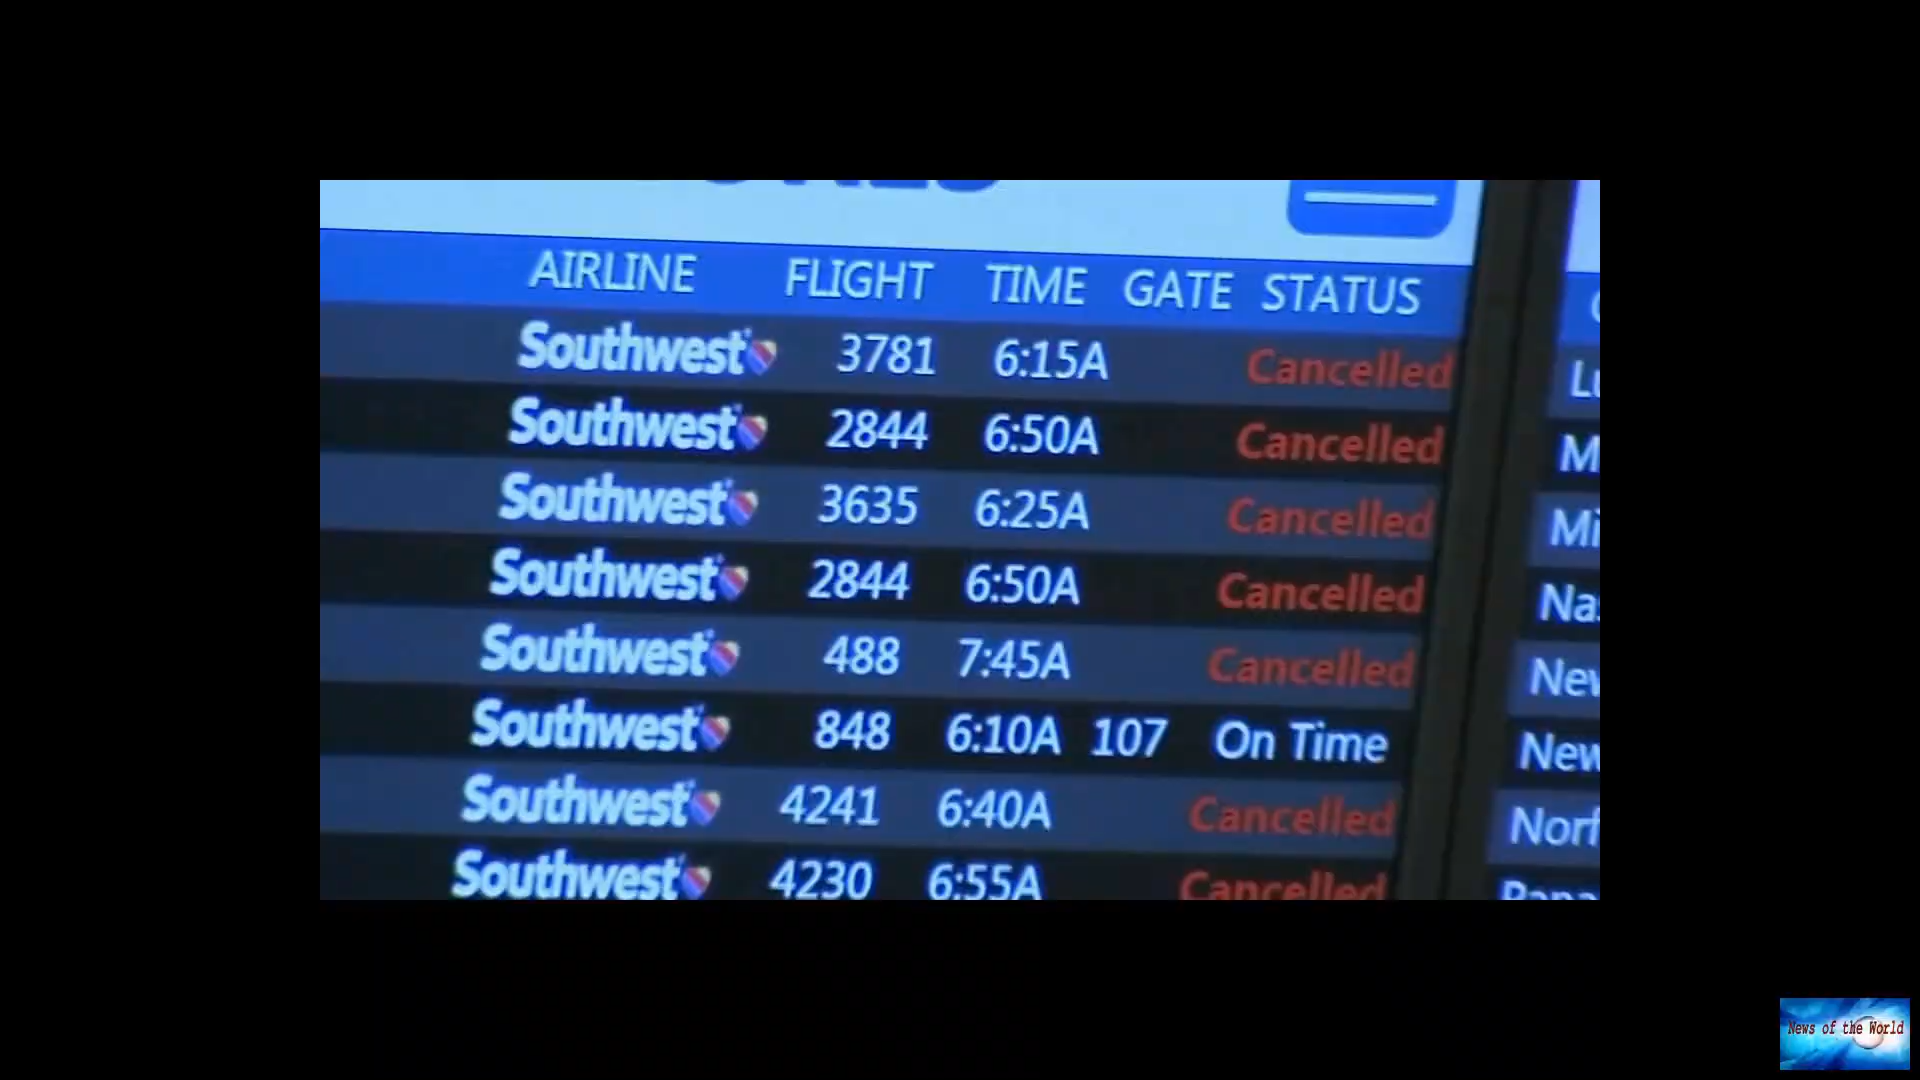 AIRLINE FLIGHT TIME GATE STATUS
Southwest 3781 6:15A Cancelled
Southwest 2844 6:50A Cancelled
Southwest 3635 6:25A Cancelled
Southwest 2844 6:50A Cancelled
Southwest 488 7:45A Cancelled
Southwest 848 6:10A 107 On Time
Southwest 4241 6:40A Cancelled
Southwest 4230 6:55A Cancelled
News of the World